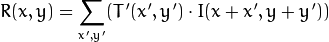 R(x,y) = ∑_{x′,y′} (T′(x′,y′) · I(x+x′,y+y′))